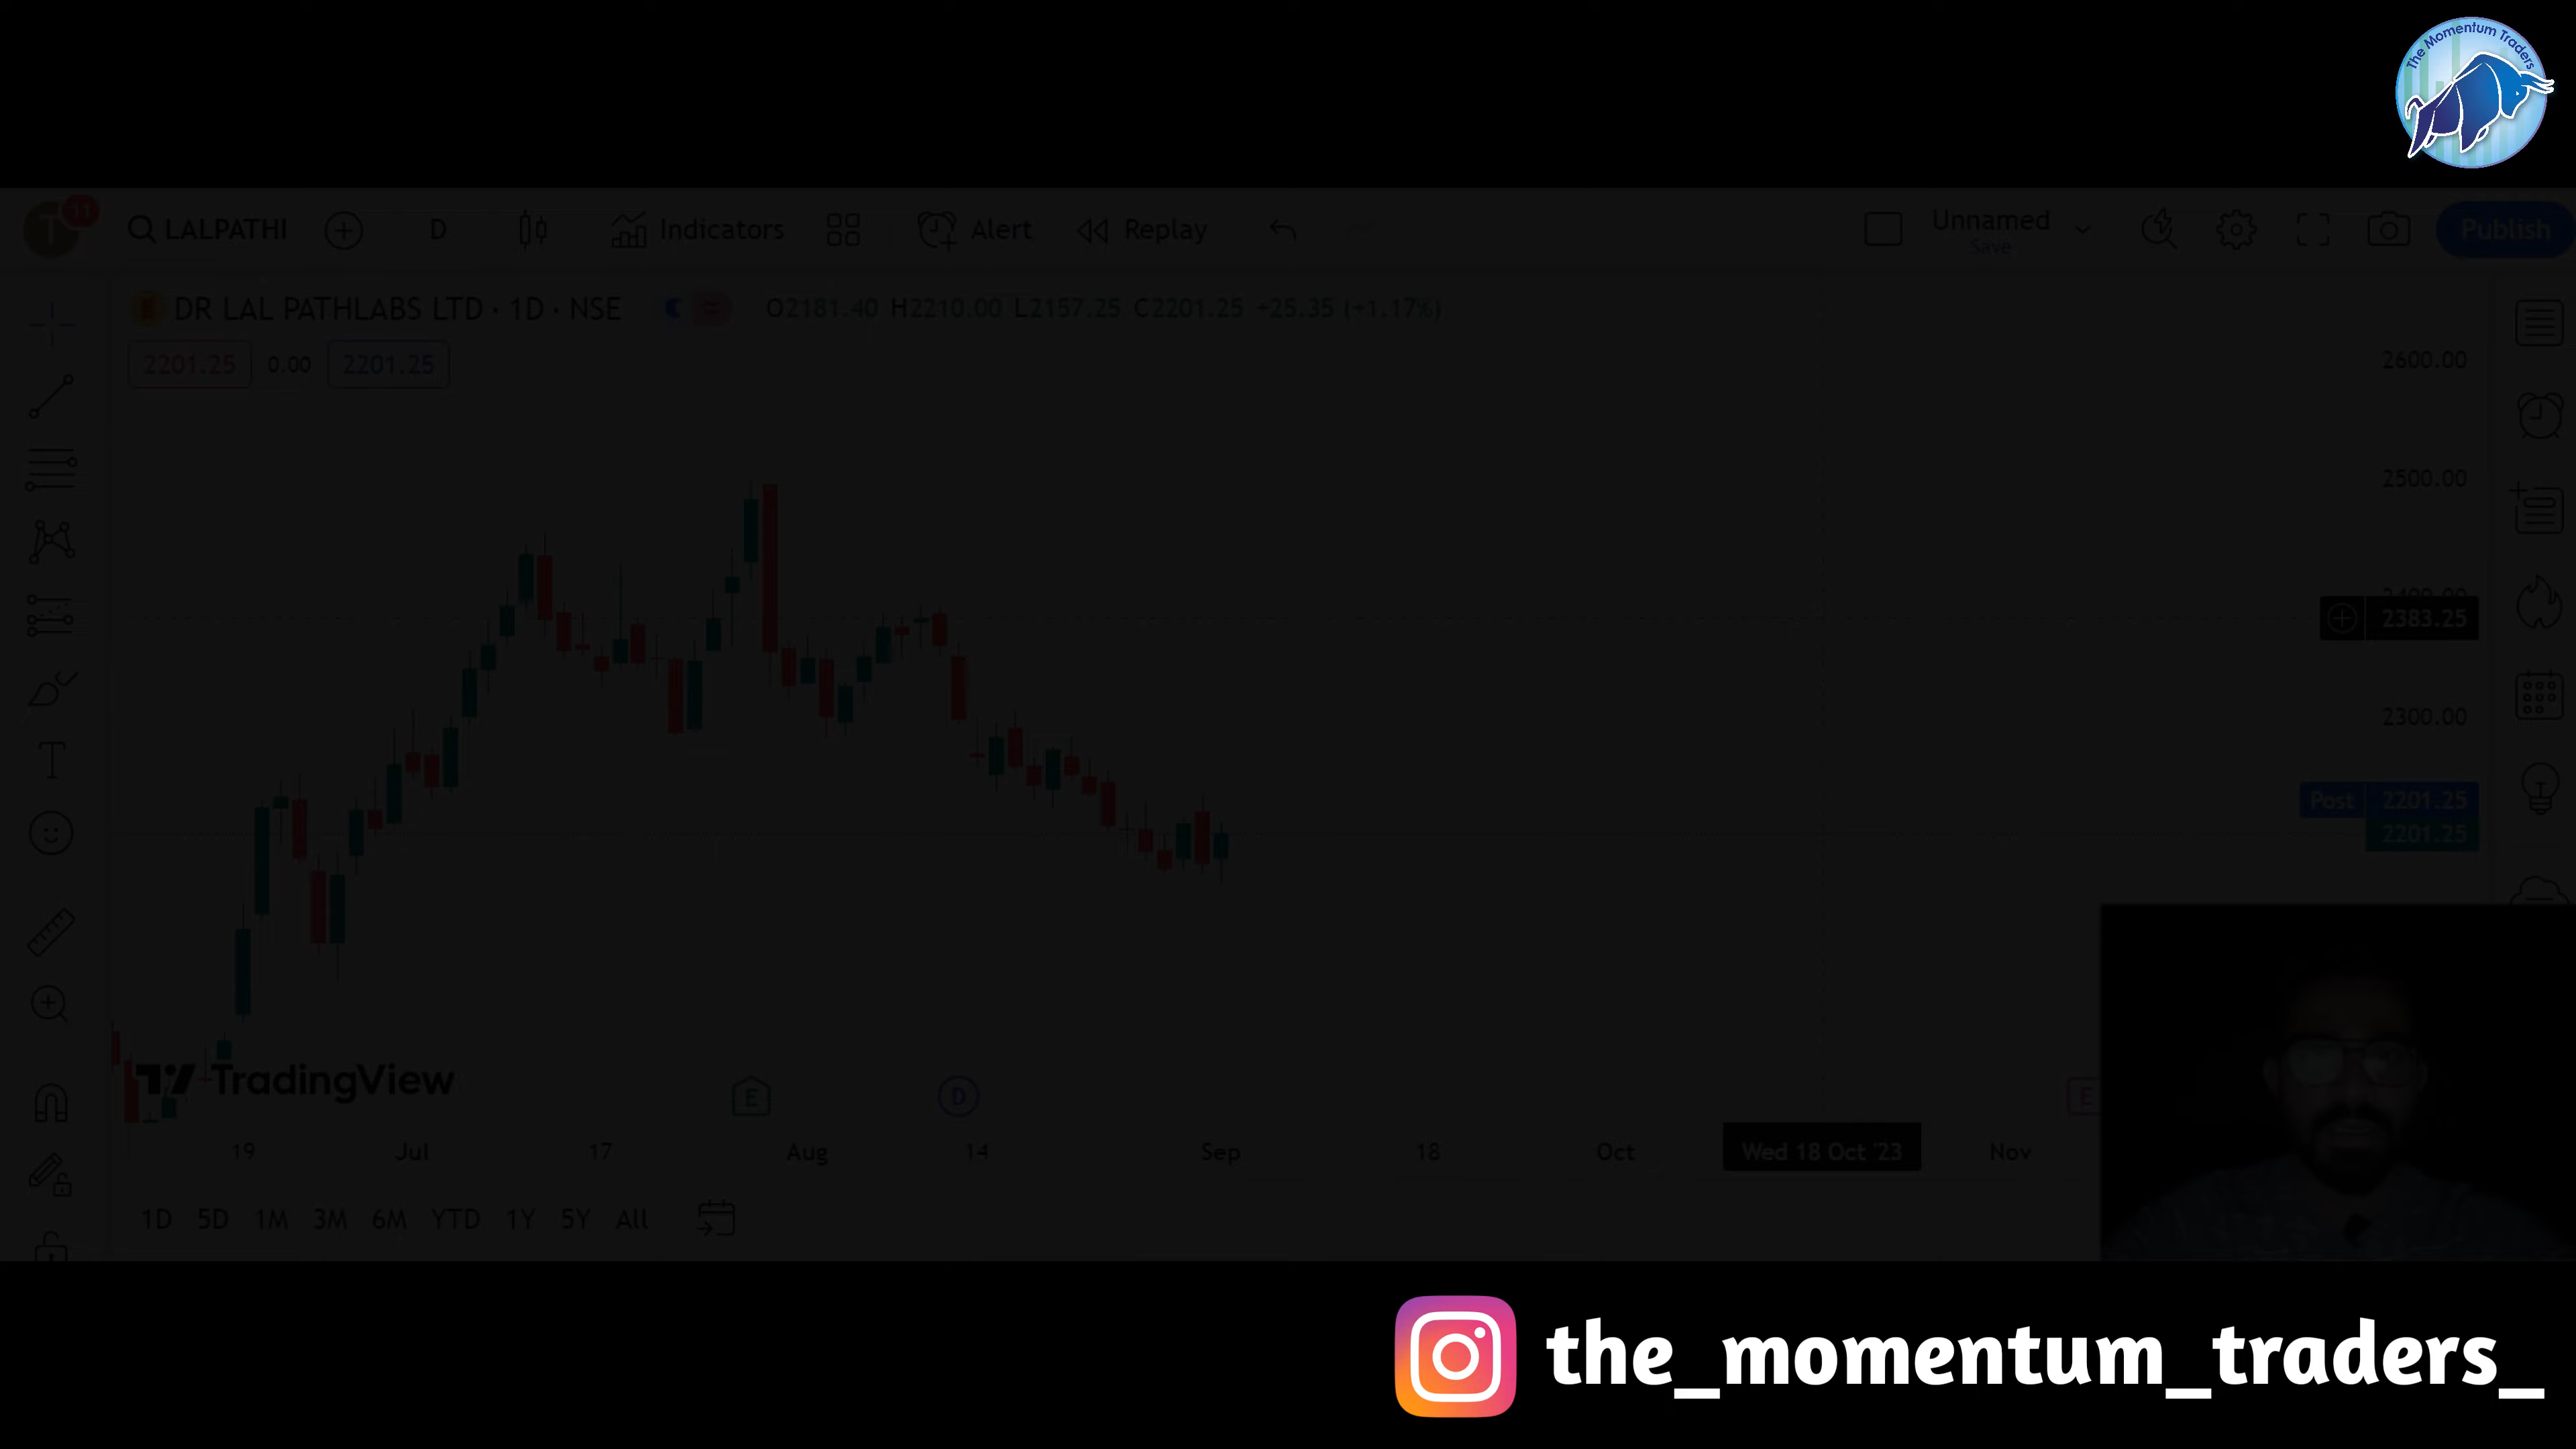 The Momentum Traders
T 11 LALPATHI D Indicators Alert Replay Unnamed Save Publish
E DR LAL PATHLABS LTD · 1D · NSE O2181.40 H2210.00 L2157.25 C2201.25 +25.35 (+1.17%)
2201.25 0.00 2201.25
2600.00
2500.00
2383.25
2300.00
Post 2201.25
2201.25
TradingView
E D E
19 Jul 17 Aug 14 Sep 18 Oct Wed 18 Oct '23 Nov
1D 5D 1M 3M 6M YTD 1Y 5Y All
the_momentum_traders_